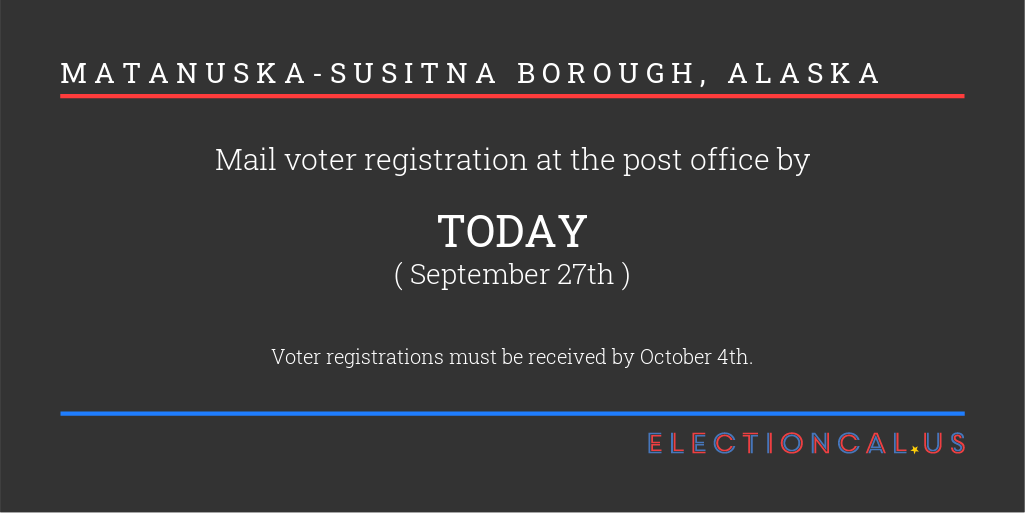 MATANUSKA-SUSITNA BOROUGH, ALASKA
Mail voter registration at the post office by
TODAY
( September 27th )
Voter registrations must be received by October 4th.
ELECTIONCAL.US